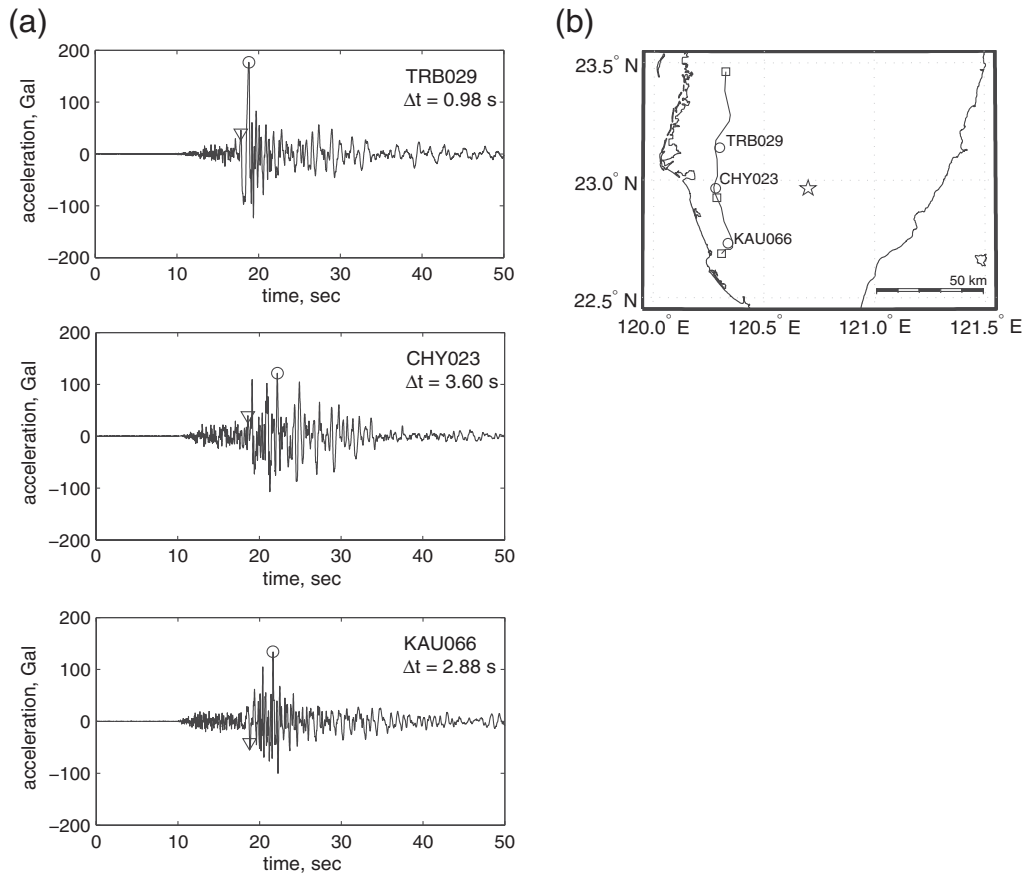 (a)
200
100
0
−100
−200
acceleration, Gal
TRB029
Δt = 0.98 s
0 10 20 30 40 50
time, sec
200
100
0
−100
−200
acceleration, Gal
CHY023
Δt = 3.60 s
0 10 20 30 40 50
time, sec
200
100
0
−100
−200
acceleration, Gal
KAU066
Δt = 2.88 s
0 10 20 30 40 50
time, sec
(b)
23.5° N
23.0° N
22.5° N
TRB029
CHY023
KAU066
50 km
120.0° E 120.5° E 121.0° E 121.5° E